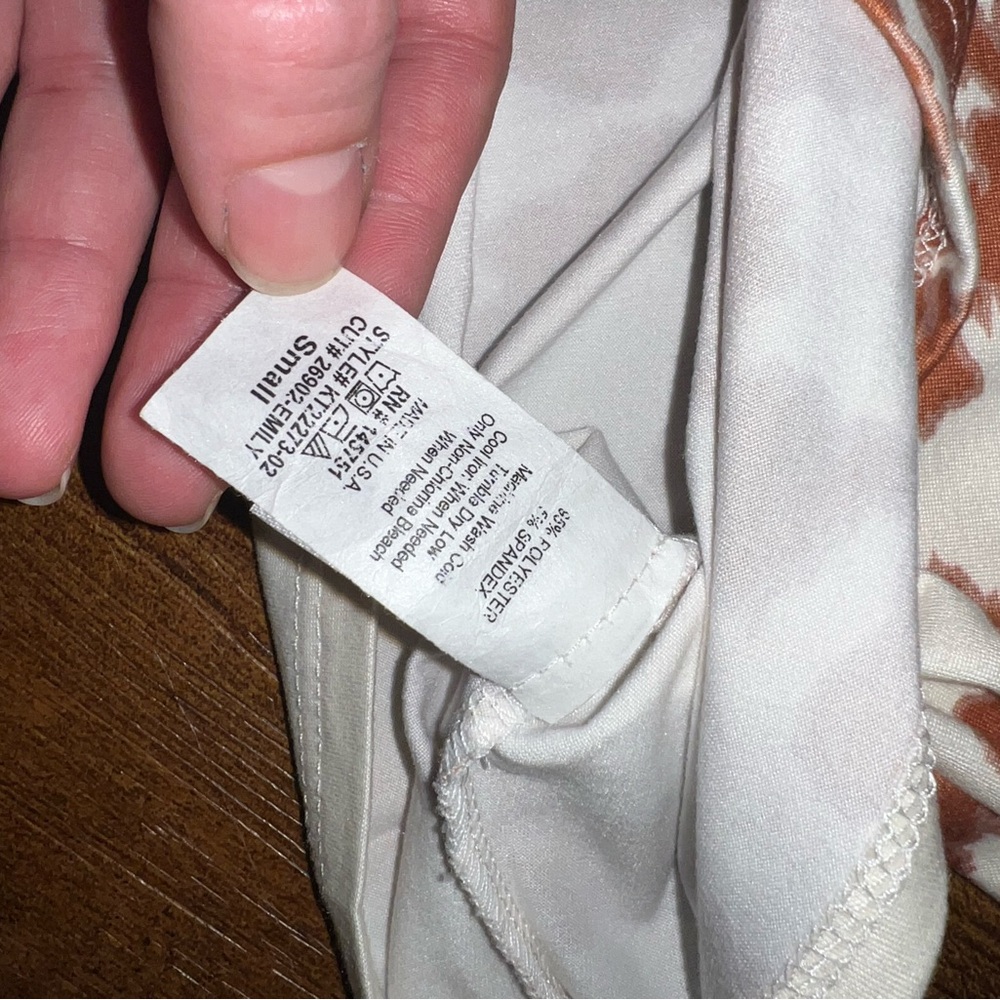 95% POLYESTER
5% SPANDEX
Machine Wash Cold
Tumble Dry Low
Cool Iron When Needed
Only Non-Chlorine Bleach
When Needed
MADE IN U.S.A.
RN # 145751
STYLE# KT22273-02
CUT# 26902-EMILY
Small